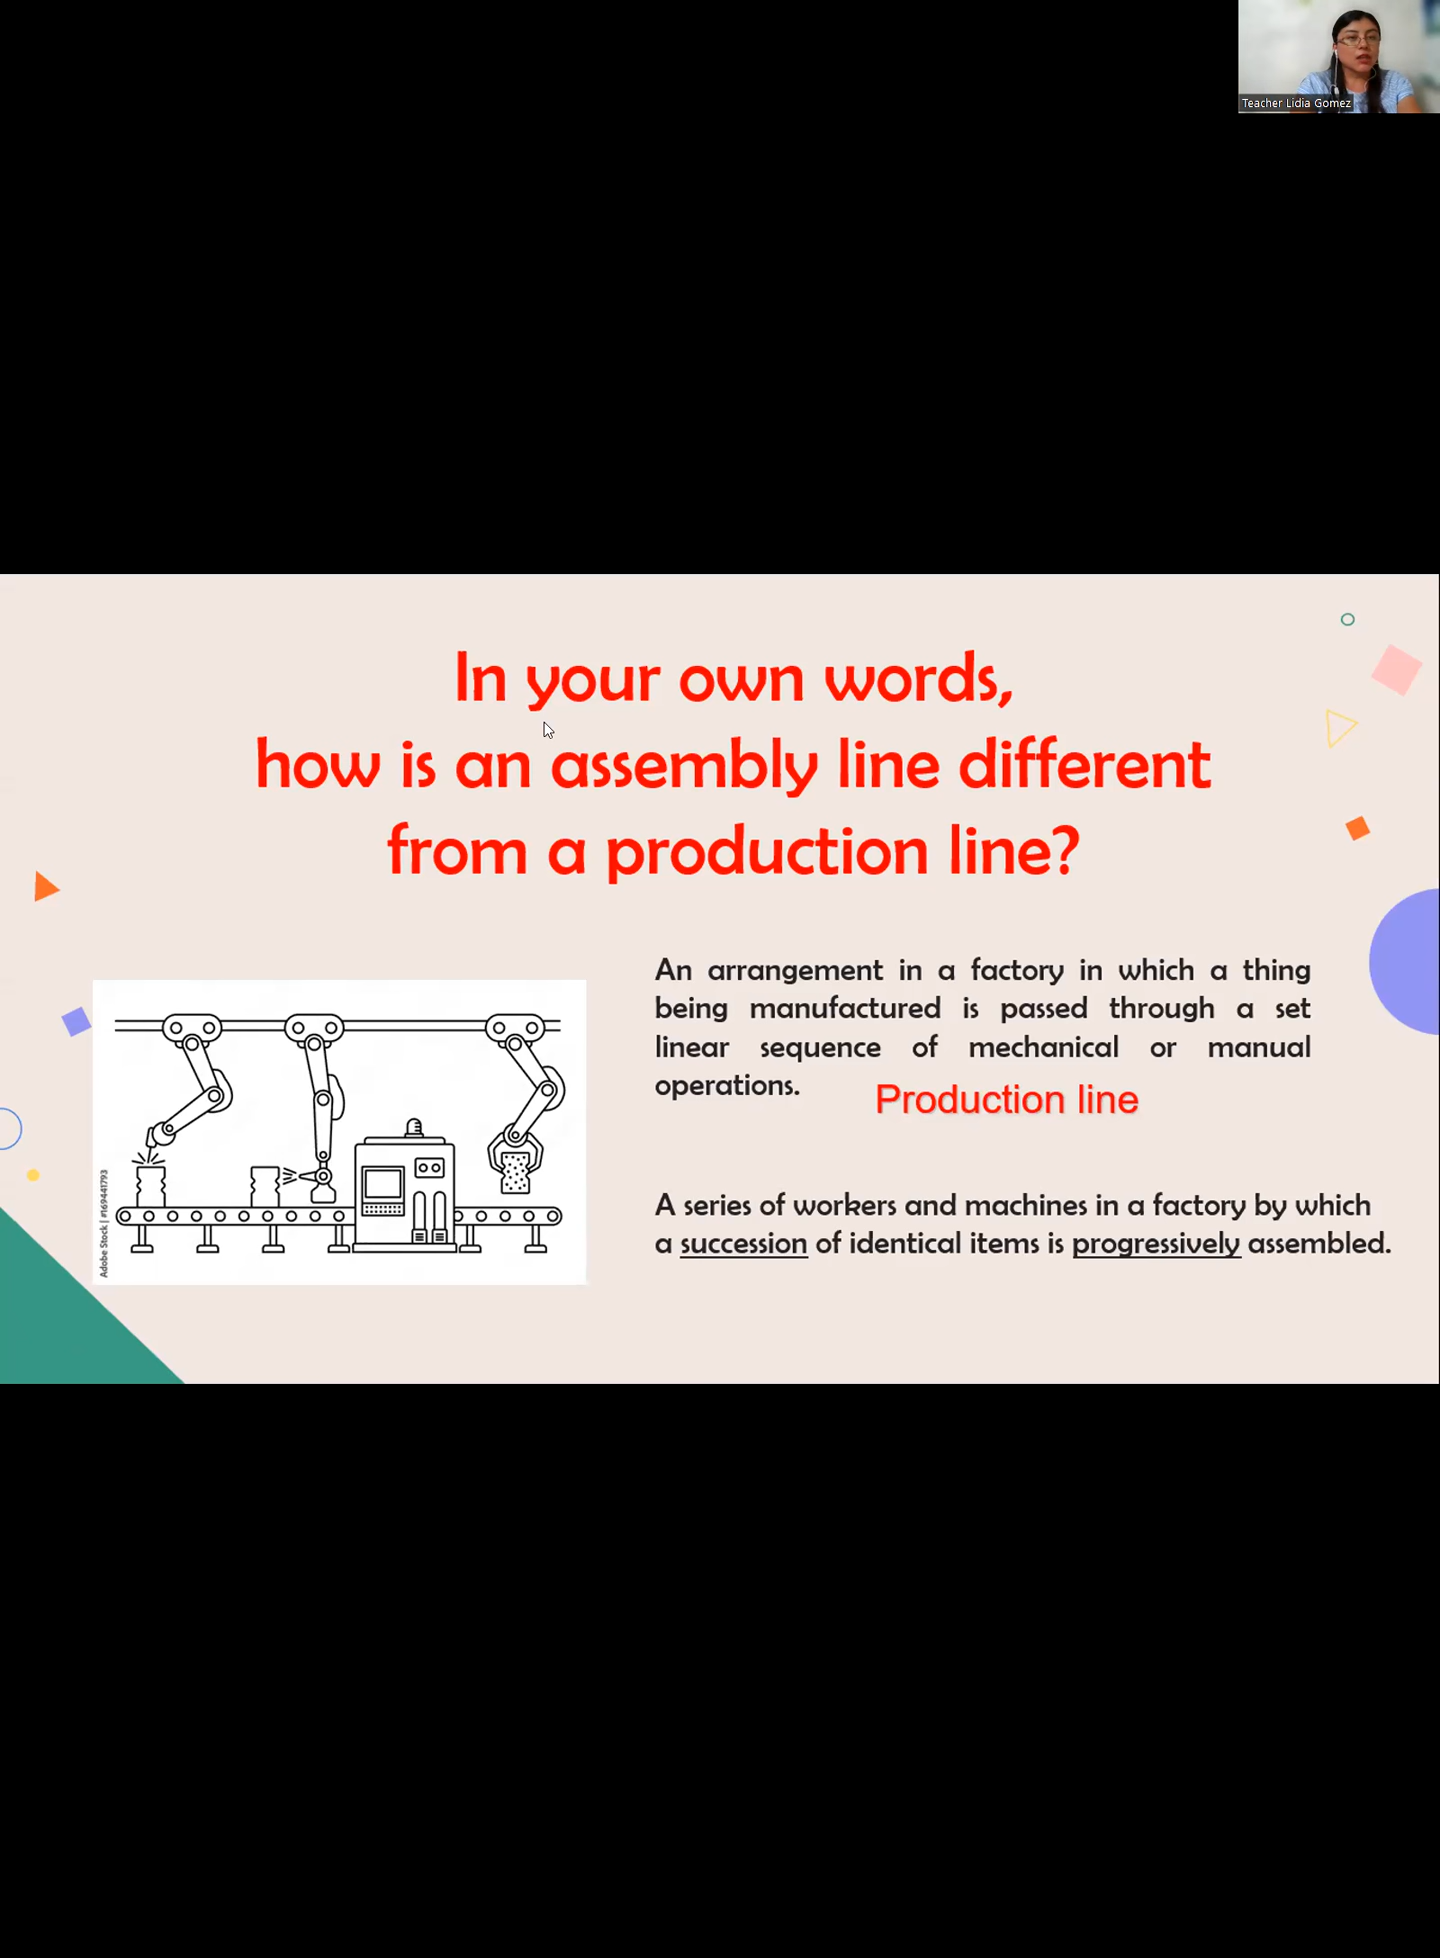 Teacher Lidia Gomez
In your own words,
how is an assembly line different
from a production line?
An arrangement in a factory in which a thing
being manufactured is passed through a set
linear sequence of mechanical or manual
operations.
Production line
A series of workers and machines in a factory by which
a succession of identical items is progressively assembled.
Adobe Stock | #169441793